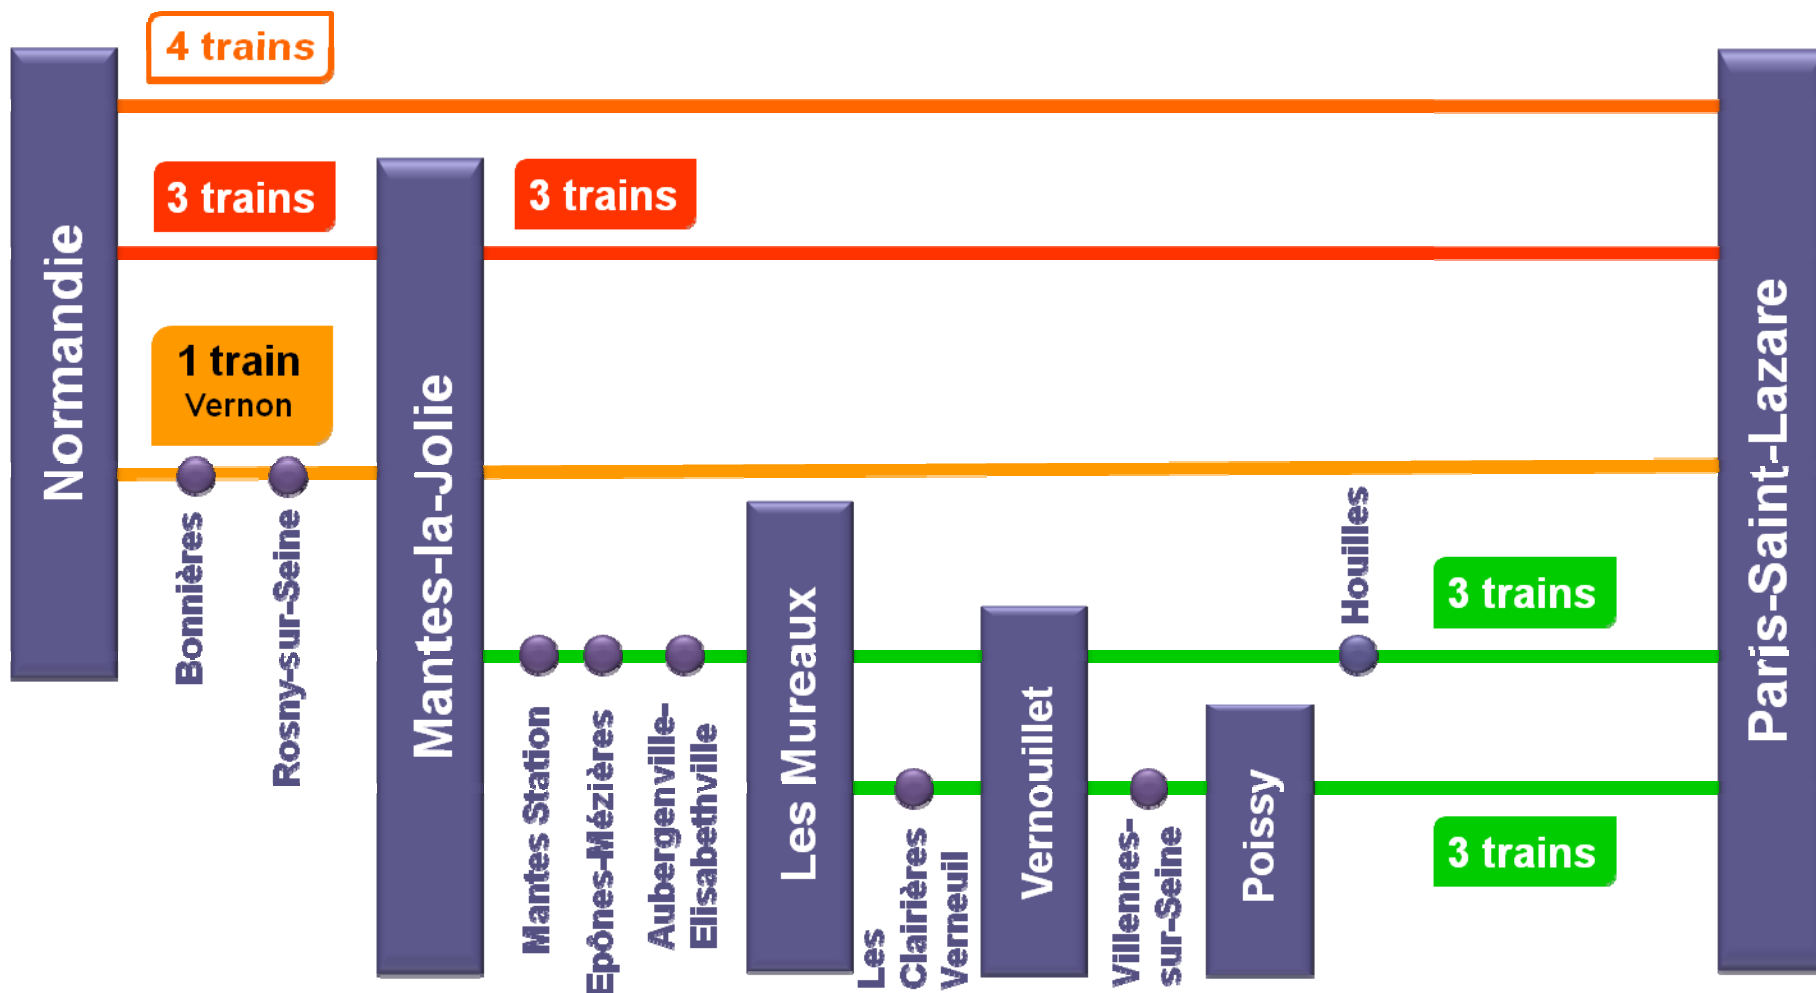 4 trains
3 trains
3 trains
1 train
Vernon
Normandie
Mantes-la-Jolie
Paris-Saint-Lazare
Bonnières
Rosny-sur-Seine
Houilles
3 trains
Les Mureaux
Vernouillet
Poissy
Mantes Station
Epônes-Mézières
Aubergenville-
Elisabethville
Les
Clairières
Verneuil
Villennes-
sur-Seine
3 trains